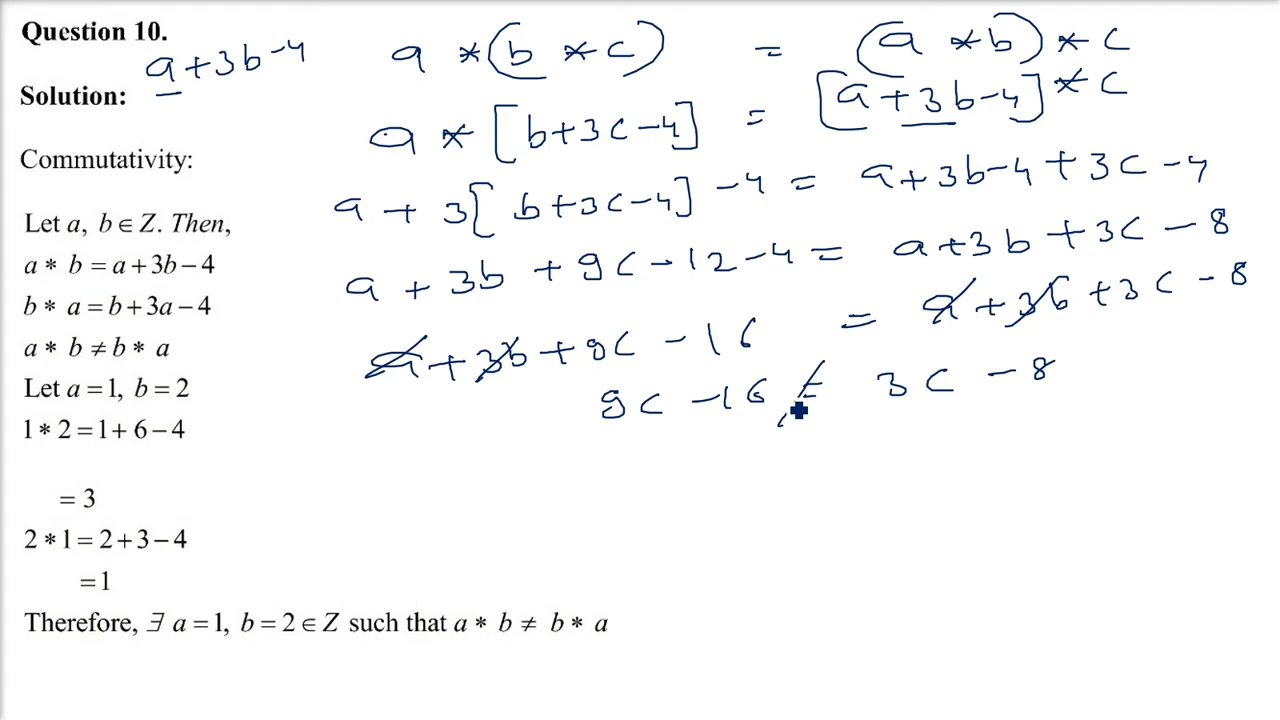 Question 10.
a+3b-4
a *(b * c) = (a *b) * c
Solution:
a * [b+3c-4] = [a+3b-4] * c
Commutativity:
a + 3[b+3c-4] -4 = a+3b-4+3c-4
Let a, b ∈ Z. Then,
a + 3b + 9c-12-4 = a+3b+3c-8
a * b = a+3b−4
b * a = b+3a−4
a+3b+9c-16 = a+3b+3c-8
a * b ≠ b * a
9c-16 ≠ 3c-8
Let a = 1, b = 2
1 * 2 = 1+6−4
= 3
2 * 1 = 2+3−4
= 1
Therefore, ∃ a = 1, b = 2 ∈ Z such that a * b ≠ b * a